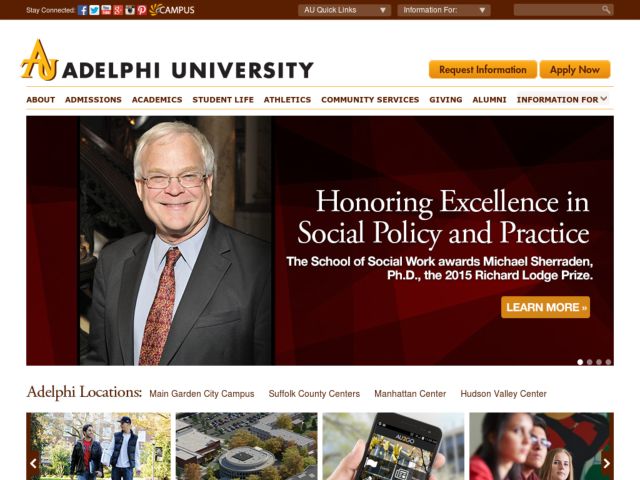 Stay Connected:
eCAMPUS
AU Quick Links
Information For:
AU ADELPHI UNIVERSITY
Request Information
Apply Now
ABOUT ADMISSIONS ACADEMICS STUDENT LIFE ATHLETICS COMMUNITY SERVICES GIVING ALUMNI INFORMATION FOR
Honoring Excellence in
Social Policy and Practice
The School of Social Work awards Michael Sherraden,
Ph.D., the 2015 Richard Lodge Prize.
LEARN MORE »
Adelphi Locations: Main Garden City Campus Suffolk County Centers Manhattan Center Hudson Valley Center
AU2GO